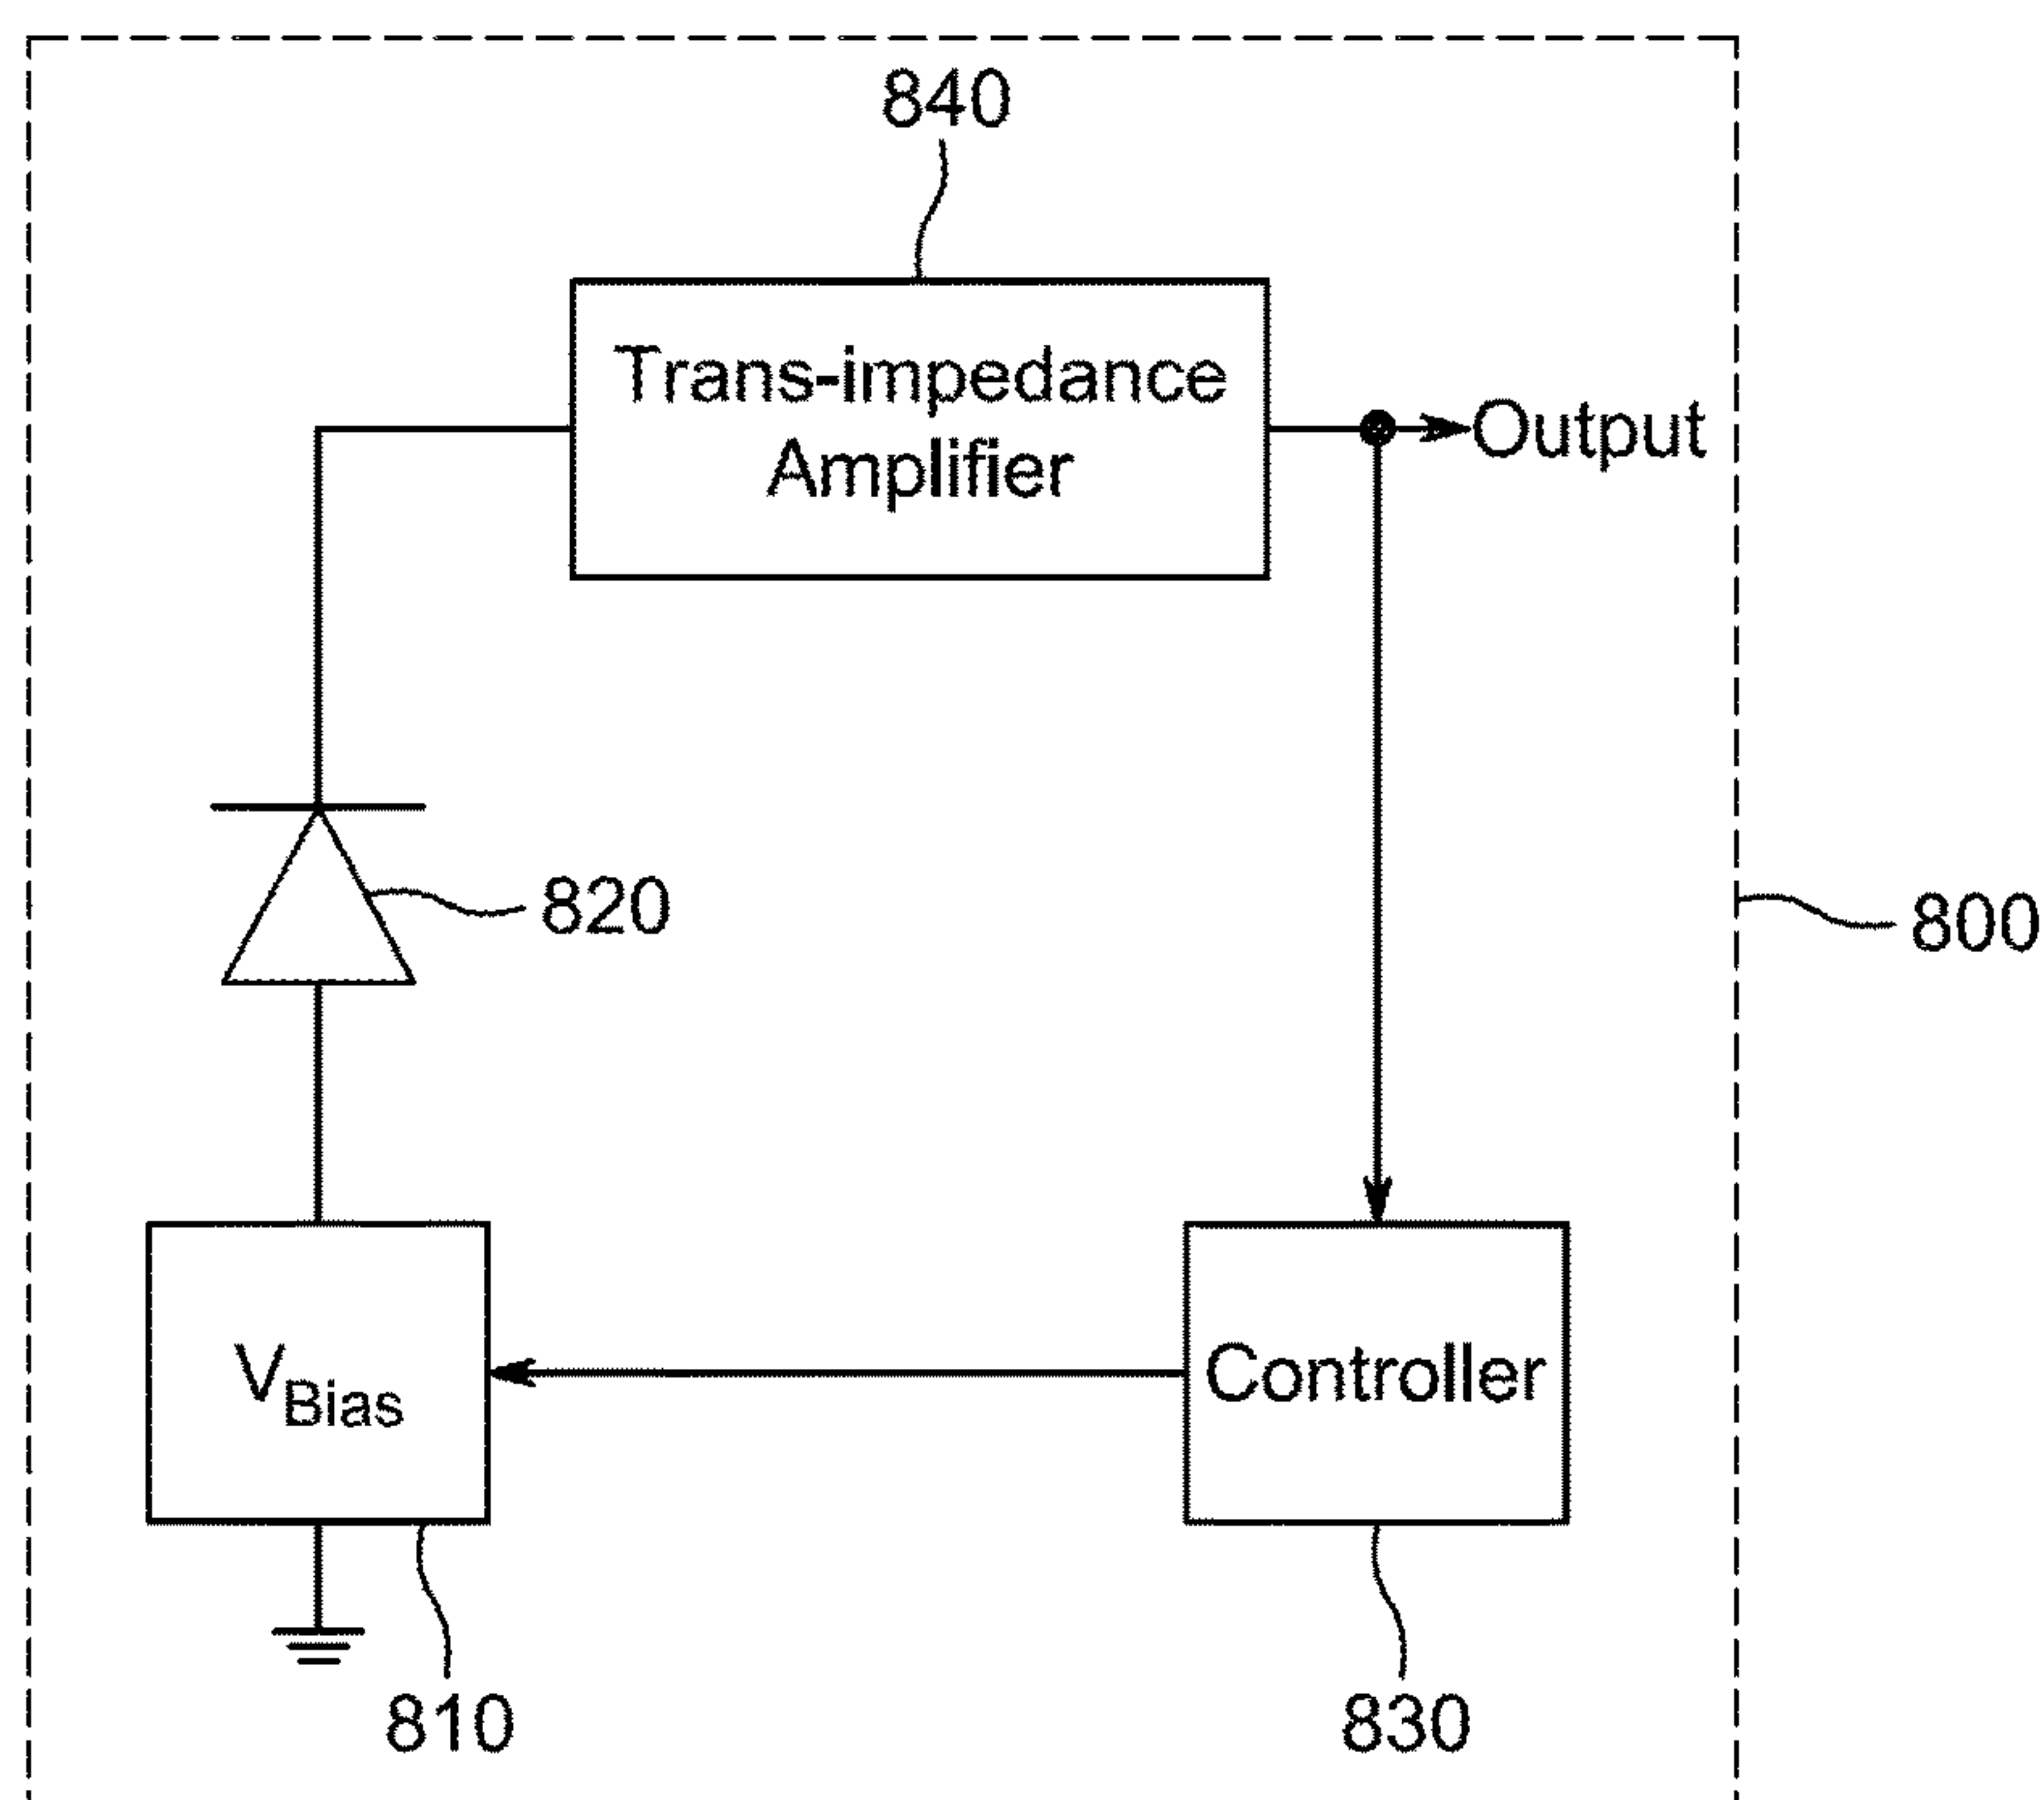 840
Trans-impedance
Amplifier
Output
820
800
VBias
Controller
810
830